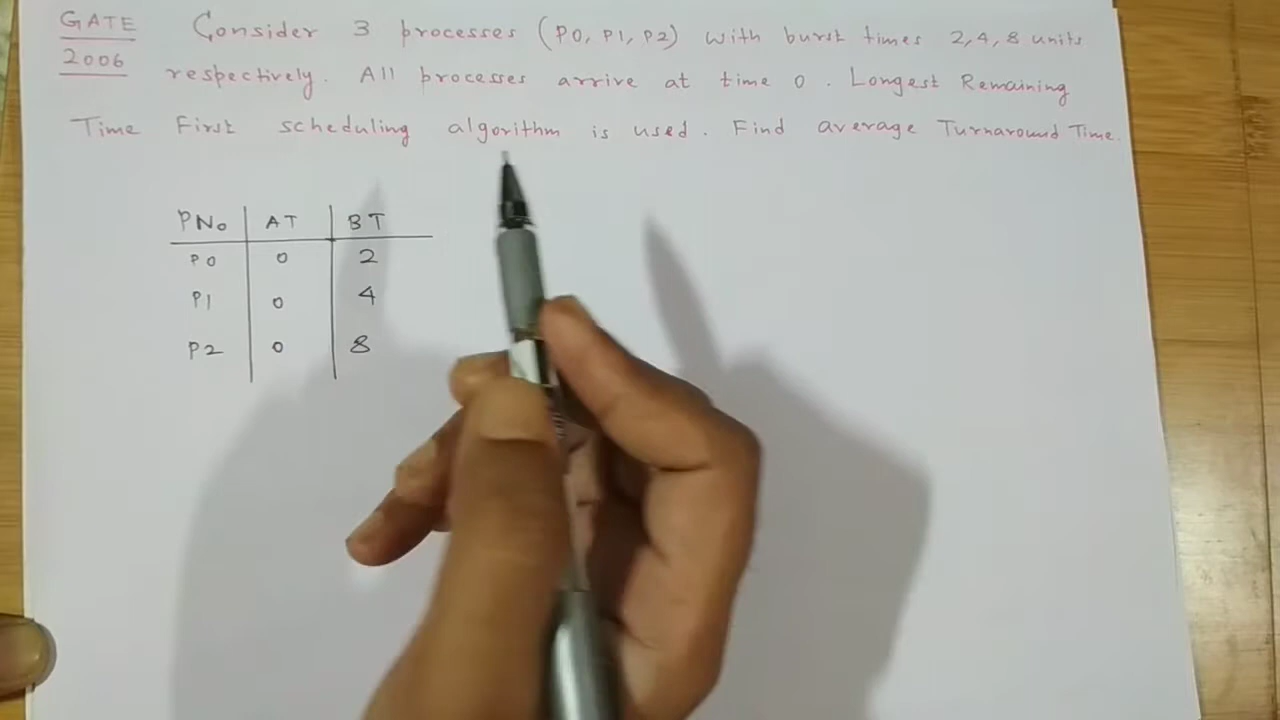 GATE
2006
Consider 3 processes (P0, P1, P2) with burst times 2, 4, 8 units
respectively. All processes arrive at time 0. Longest Remaining
Time First scheduling algorithm is used. Find average Turnaround Time.
PNo AT BT
P0 0 2
P1 0 4
P2 0 8